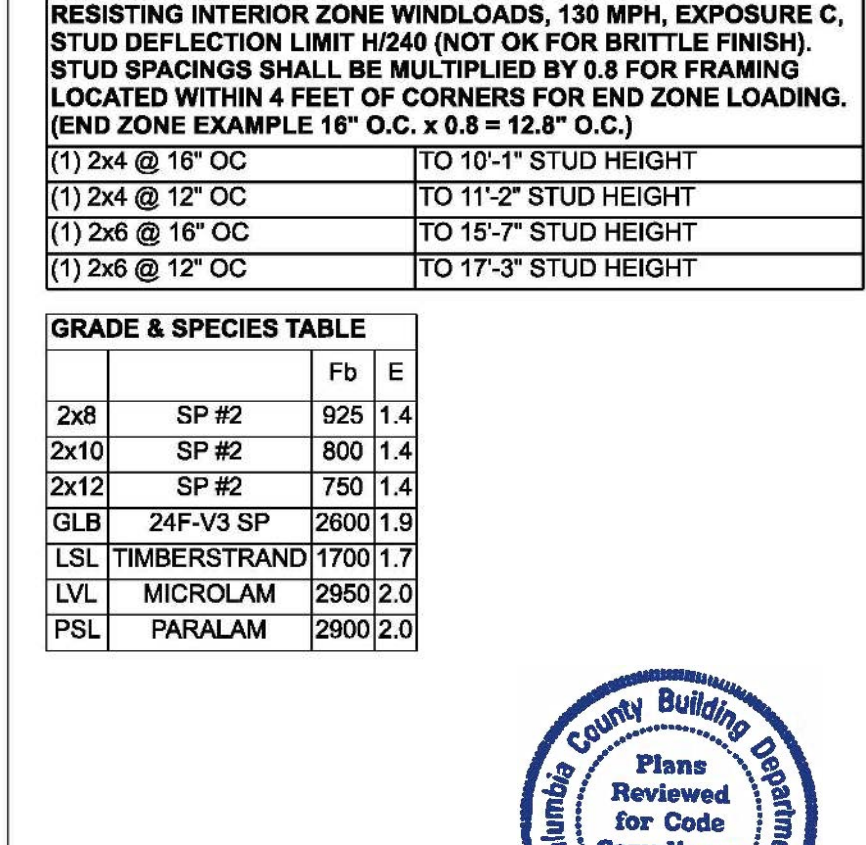 RESISTING INTERIOR ZONE WINDLOADS, 130 MPH, EXPOSURE C,
STUD DEFLECTION LIMIT H/240 (NOT OK FOR BRITTLE FINISH).
STUD SPACINGS SHALL BE MULTIPLIED BY 0.8 FOR FRAMING
LOCATED WITHIN 4 FEET OF CORNERS FOR END ZONE LOADING.
(END ZONE EXAMPLE 16" O.C. x 0.8 = 12.8" O.C.)
(1) 2x4 @ 16" OC TO 10'-1" STUD HEIGHT
(1) 2x4 @ 12" OC TO 11'-2" STUD HEIGHT
(1) 2x6 @ 16" OC TO 15'-7" STUD HEIGHT
(1) 2x6 @ 12" OC TO 17'-3" STUD HEIGHT
GRADE & SPECIES TABLE
Fb E
2x8 SP #2 925 1.4
2x10 SP #2 800 1.4
2x12 SP #2 750 1.4
GLB 24F-V3 SP 2600 1.9
LSL TIMBERSTRAND 1700 1.7
LVL MICROLAM 2950 2.0
PSL PARALAM 2900 2.0
County Building
Plans
Reviewed
for Code